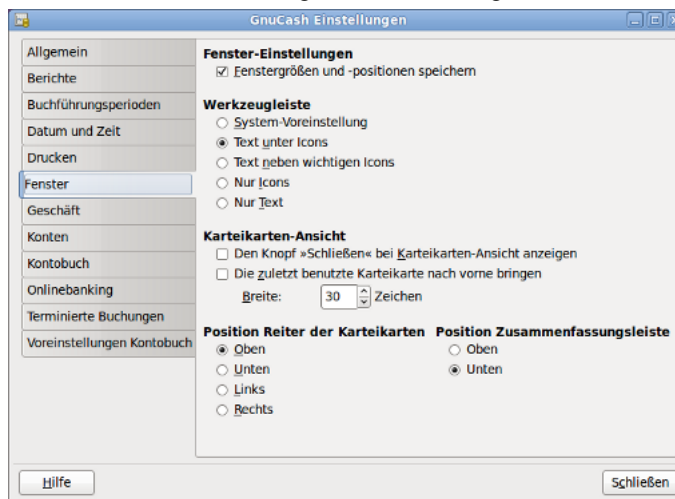 GnuCash Einstellungen
Allgemein
Berichte
Buchführungsperioden
Datum und Zeit
Drucken
Fenster
Geschäft
Konten
Kontobuch
Onlinebanking
Terminierte Buchungen
Voreinstellungen Kontobuch
Fenster-Einstellungen
Fenstergrößen und -positionen speichern
Werkzeugleiste
System-Voreinstellung
Text unter Icons
Text neben wichtigen Icons
Nur Icons
Nur Text
Karteikarten-Ansicht
Den Knopf »Schließen« bei Karteikarten-Ansicht anzeigen
Die zuletzt benutzte Karteikarte nach vorne bringen
Breite: 30 Zeichen
Position Reiter der Karteikarten
Oben
Unten
Links
Rechts
Position Zusammenfassungsleiste
Oben
Unten
Hilfe
Schließen